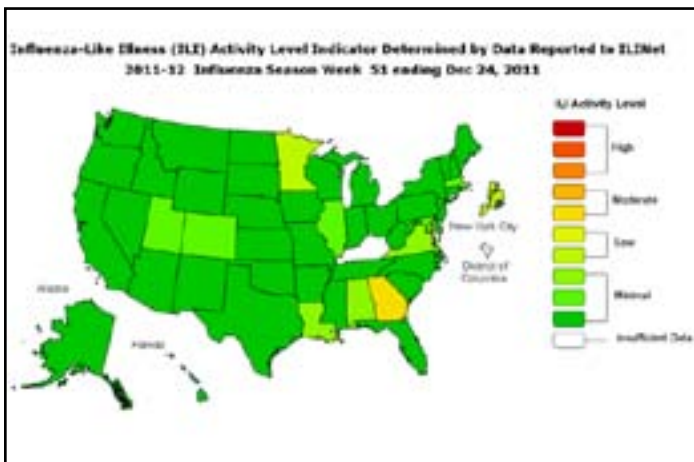 Influenza-Like Illness (ILI) Activity Level Indicator Determined by Data Reported to ILINet
2011-12 Influenza Season Week 51 ending Dec 24, 2011
ILI Activity Level
High
Moderate
New York City
Low
District of
Columbia
Alaska
Minimal
Hawaii
Insufficient Data